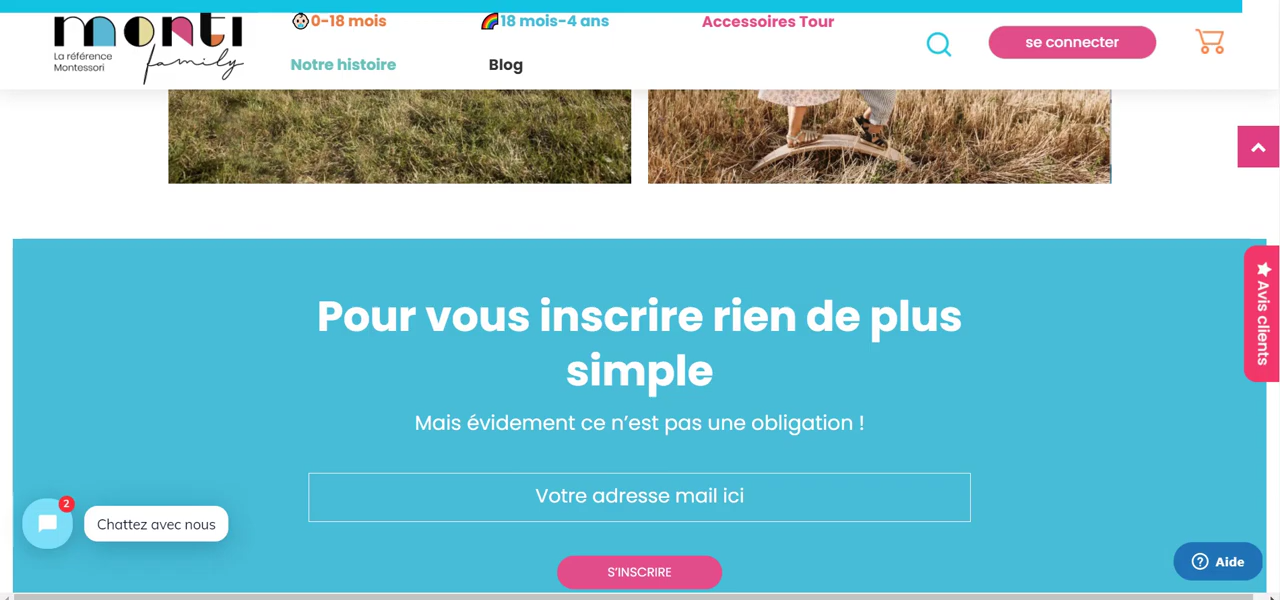 monti
family
La référence
Montessori
0-18 mois
18 mois-4 ans
Accessoires Tour
Notre histoire
Blog
se connecter
Avis clients
Pour vous inscrire rien de plus
simple
Mais évidement ce n’est pas une obligation !
Votre adresse mail ici
S’INSCRIRE
2
Chattez avec nous
Aide